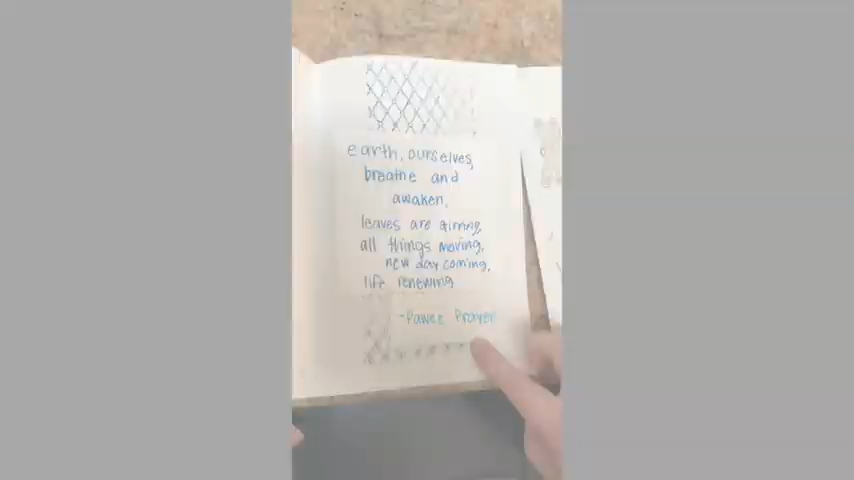 earth, ourselves,
breathe and
awaken,
leaves are stirring,
all things moving,
new day coming,
life renewing
-Pawnee Prayer